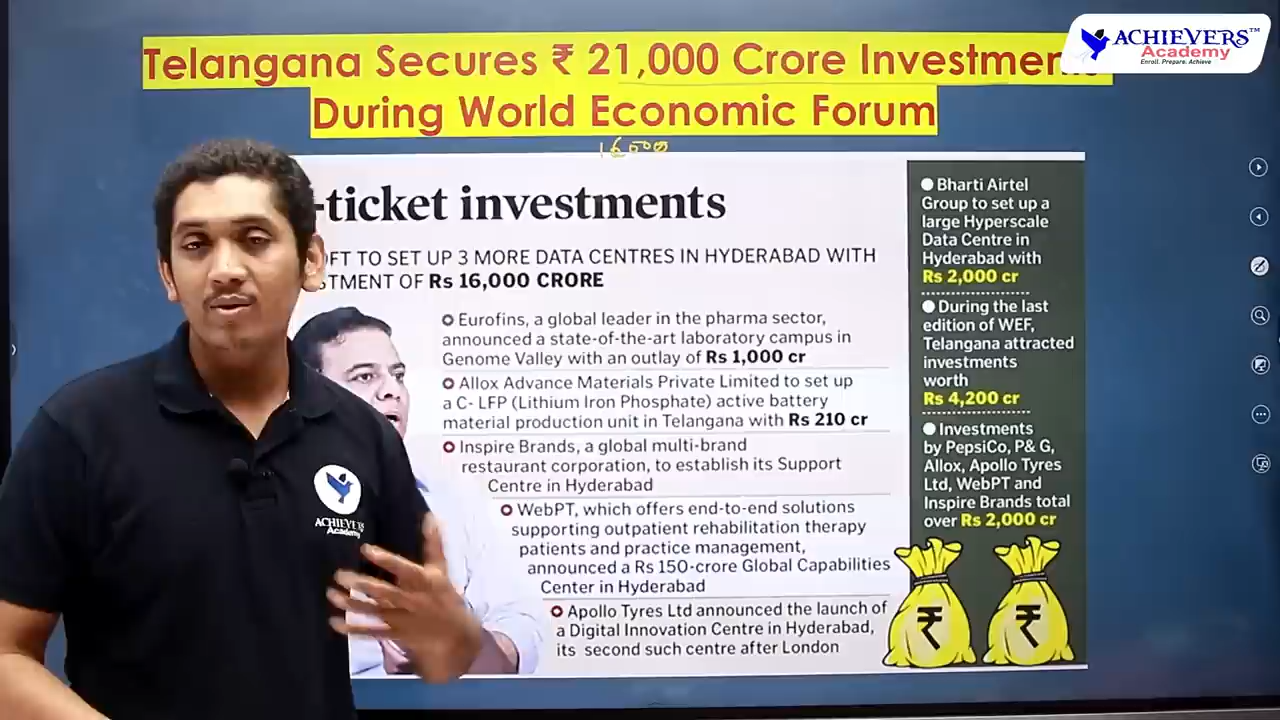 Telangana Secures ₹ 21,000 Crore Investment
During World Economic Forum
ACHIEVERS™
Academy
Enroll. Prepare. Achieve
-ticket investments
OFT TO SET UP 3 MORE DATA CENTRES IN HYDERABAD WITH
STMENT OF Rs 16,000 CRORE
Eurofins, a global leader in the pharma sector,
announced a state-of-the-art laboratory campus in
Genome Valley with an outlay of Rs 1,000 cr
Allox Advance Materials Private Limited to set up
a C- LFP (Lithium Iron Phosphate) active battery
material production unit in Telangana with Rs 210 cr
Inspire Brands, a global multi-brand
restaurant corporation, to establish its Support
Centre in Hyderabad
WebPT, which offers end-to-end solutions
supporting outpatient rehabilitation therapy
patients and practice management,
announced a Rs 150-crore Global Capabilities
Center in Hyderabad
Apollo Tyres Ltd announced the launch of
a Digital Innovation Centre in Hyderabad,
its second such centre after London
Bharti Airtel
Group to set up a
large Hyperscale
Data Centre in
Hyderabad with
Rs 2,000 cr
During the last
edition of WEF,
Telangana attracted
investments
worth
Rs 4,200 cr
Investments
by PepsiCo, P& G,
Allox, Apollo Tyres
Ltd, WebPT and
Inspire Brands total
over Rs 2,000 cr
₹ ₹
ACHIEVERS
Academy